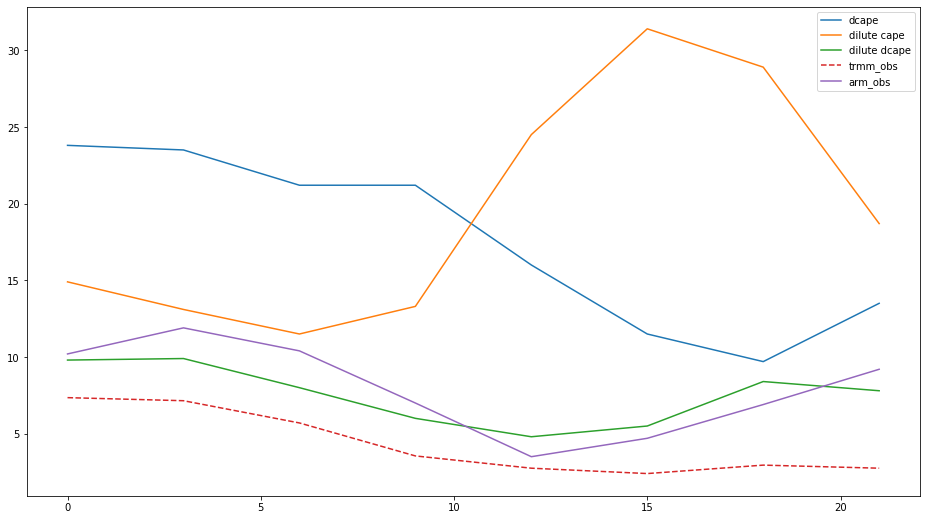 dcape
dilute cape
dilute dcape
trmm_obs
arm_obs
30
25
20
15
10
5
0 5 10 15 20